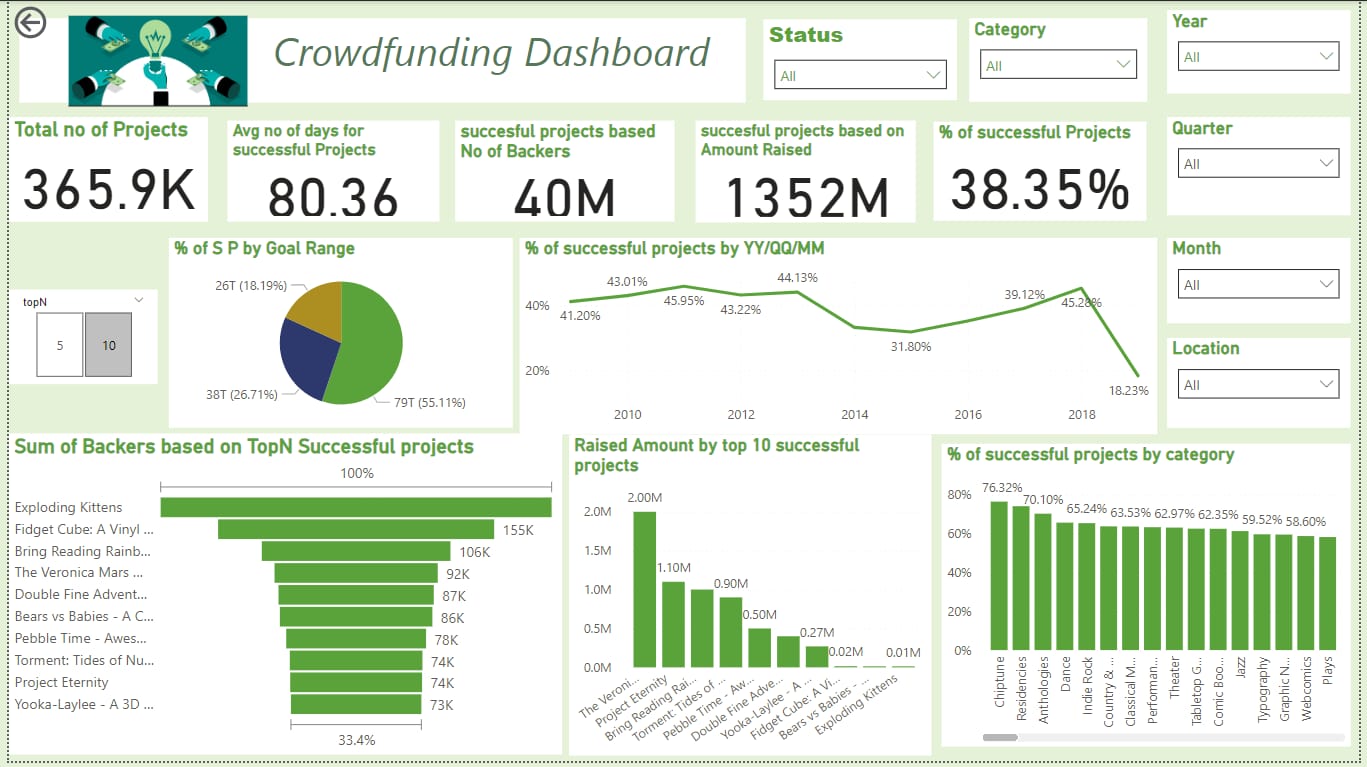 Crowdfunding Dashboard
Status
All
Category
All
Year
All
Total no of Projects
365.9K
Avg no of days for
successful Projects
80.36
succesful projects based
No of Backers
40M
succesful projects based on
Amount Raised
1352M
% of successful Projects
38.35%
Quarter
All
Month
All
Location
All
topN
5
10
% of S P by Goal Range
26T (18.19%)
38T (26.71%)
79T (55.11%)
% of successful projects by YY/QQ/MM
40%
20%
41.20%
43.01%
45.95%
43.22%
44.13%
31.80%
39.12%
45.28%
18.23%
2010
2012
2014
2016
2018
Sum of Backers based on TopN Successful projects
100%
Exploding Kittens
Fidget Cube: A Vinyl ... 155K
Bring Reading Rainb... 106K
The Veronica Mars ... 92K
Double Fine Advent... 87K
Bears vs Babies - A C... 86K
Pebble Time - Awes... 78K
Torment: Tides of Nu... 74K
Project Eternity 74K
Yooka-Laylee - A 3D ... 73K
33.4%
Raised Amount by top 10 successful
projects
2.0M
1.5M
1.0M
0.5M
0.0M
2.00M
1.10M
0.90M
0.50M
0.27M
0.02M
0.01M
The Veroni...
Project Eternity
Bring Reading Rai...
Torment: Tides of ...
Pebble Time - Aw...
Double Fine Adve...
Yooka-Laylee - A ...
Fidget Cube: A Vi...
Bears vs Babies - ...
Exploding Kittens
% of successful projects by category
80%
60%
40%
20%
0%
76.32%
70.10%
65.24%
63.53%
62.97%
62.35%
59.52%
58.60%
Chiptune
Residencies
Anthologies
Dance
Indie Rock
Country & ...
Classical M...
Performan...
Theater
Tabletop G...
Comic Boo...
Jazz
Typography
Graphic N...
Webcomics
Plays